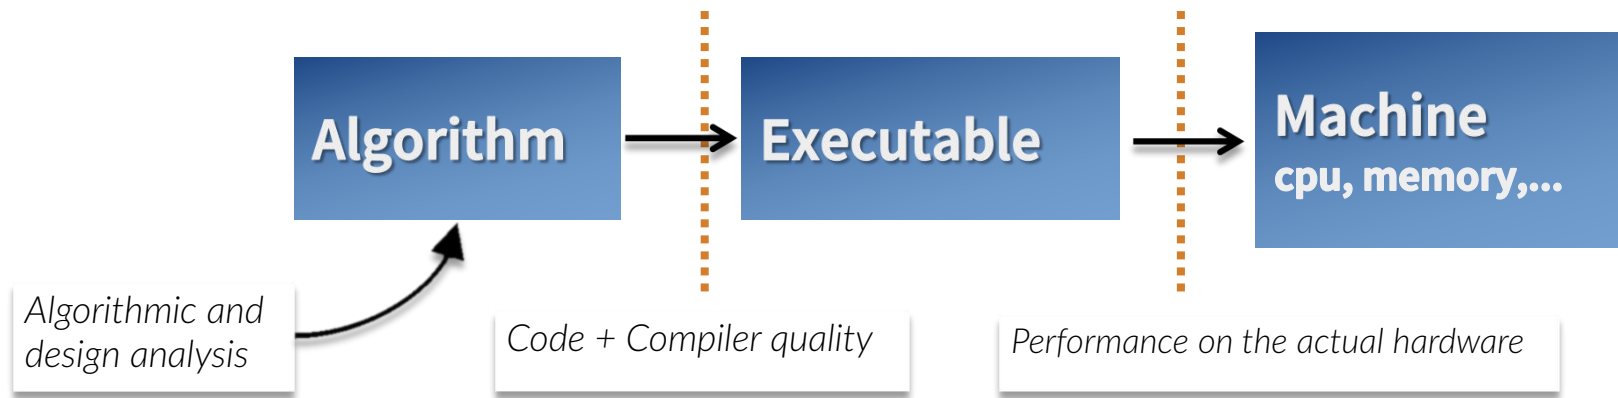 Algorithm
Executable
Machine
cpu, memory,...
Algorithmic and
design analysis
Code + Compiler quality
Performance on the actual hardware